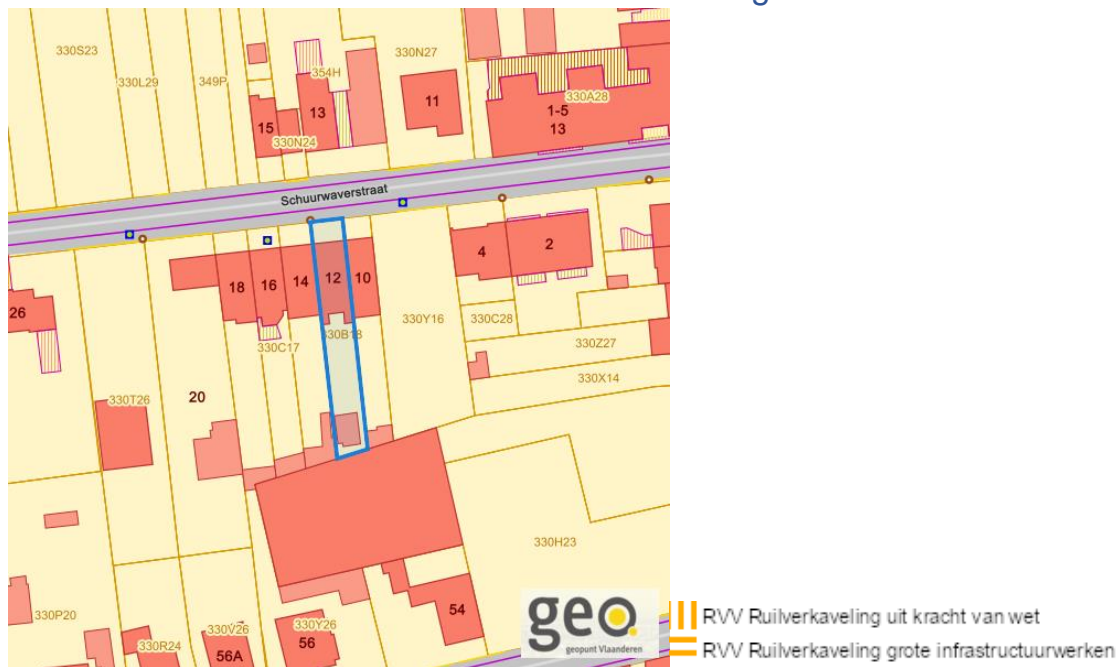 330S23
330L29
349P
354H
330N27
330A28
1-5
13
11
13
15
330N24
Schuurwaverstraat
18
16
14
12
10
4
2
26
330C17
330B18
330Y16
330C28
330Z27
330X14
20
330T26
330H23
330P20
330R24
330V26
56A
330Y26
56
54
geo
geopunt Vlaanderen
RVV Ruilverkaveling uit kracht van wet
RVV Ruilverkaveling grote infrastructuurwerken